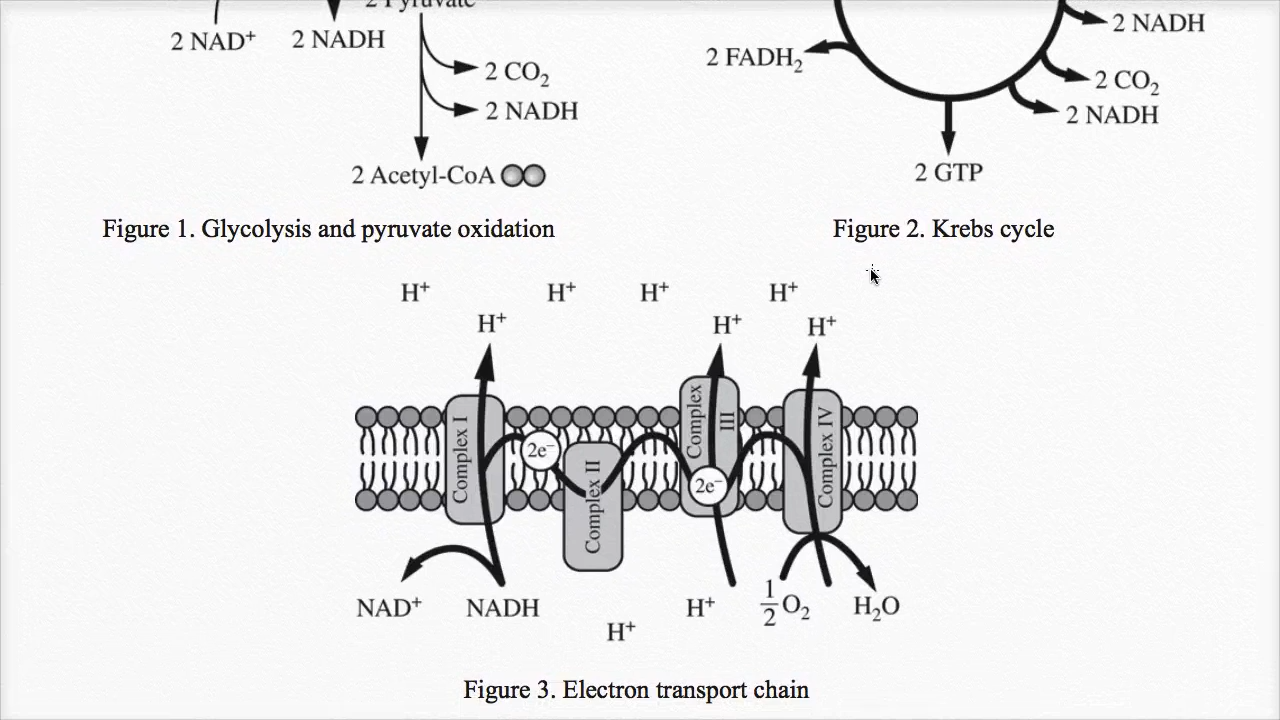 2 Pyruvate
2 NAD⁺
2 NADH
2 CO₂
2 NADH
2 Acetyl-CoA
Figure 1. Glycolysis and pyruvate oxidation
2 NADH
2 FADH₂
2 CO₂
2 NADH
2 GTP
Figure 2. Krebs cycle
H⁺ H⁺ H⁺ H⁺
H⁺ H⁺ H⁺
Complex I
2e⁻
Complex II
Complex
III
2e⁻
Complex IV
NAD⁺ NADH H⁺ ½O₂ H₂O
H⁺
Figure 3. Electron transport chain